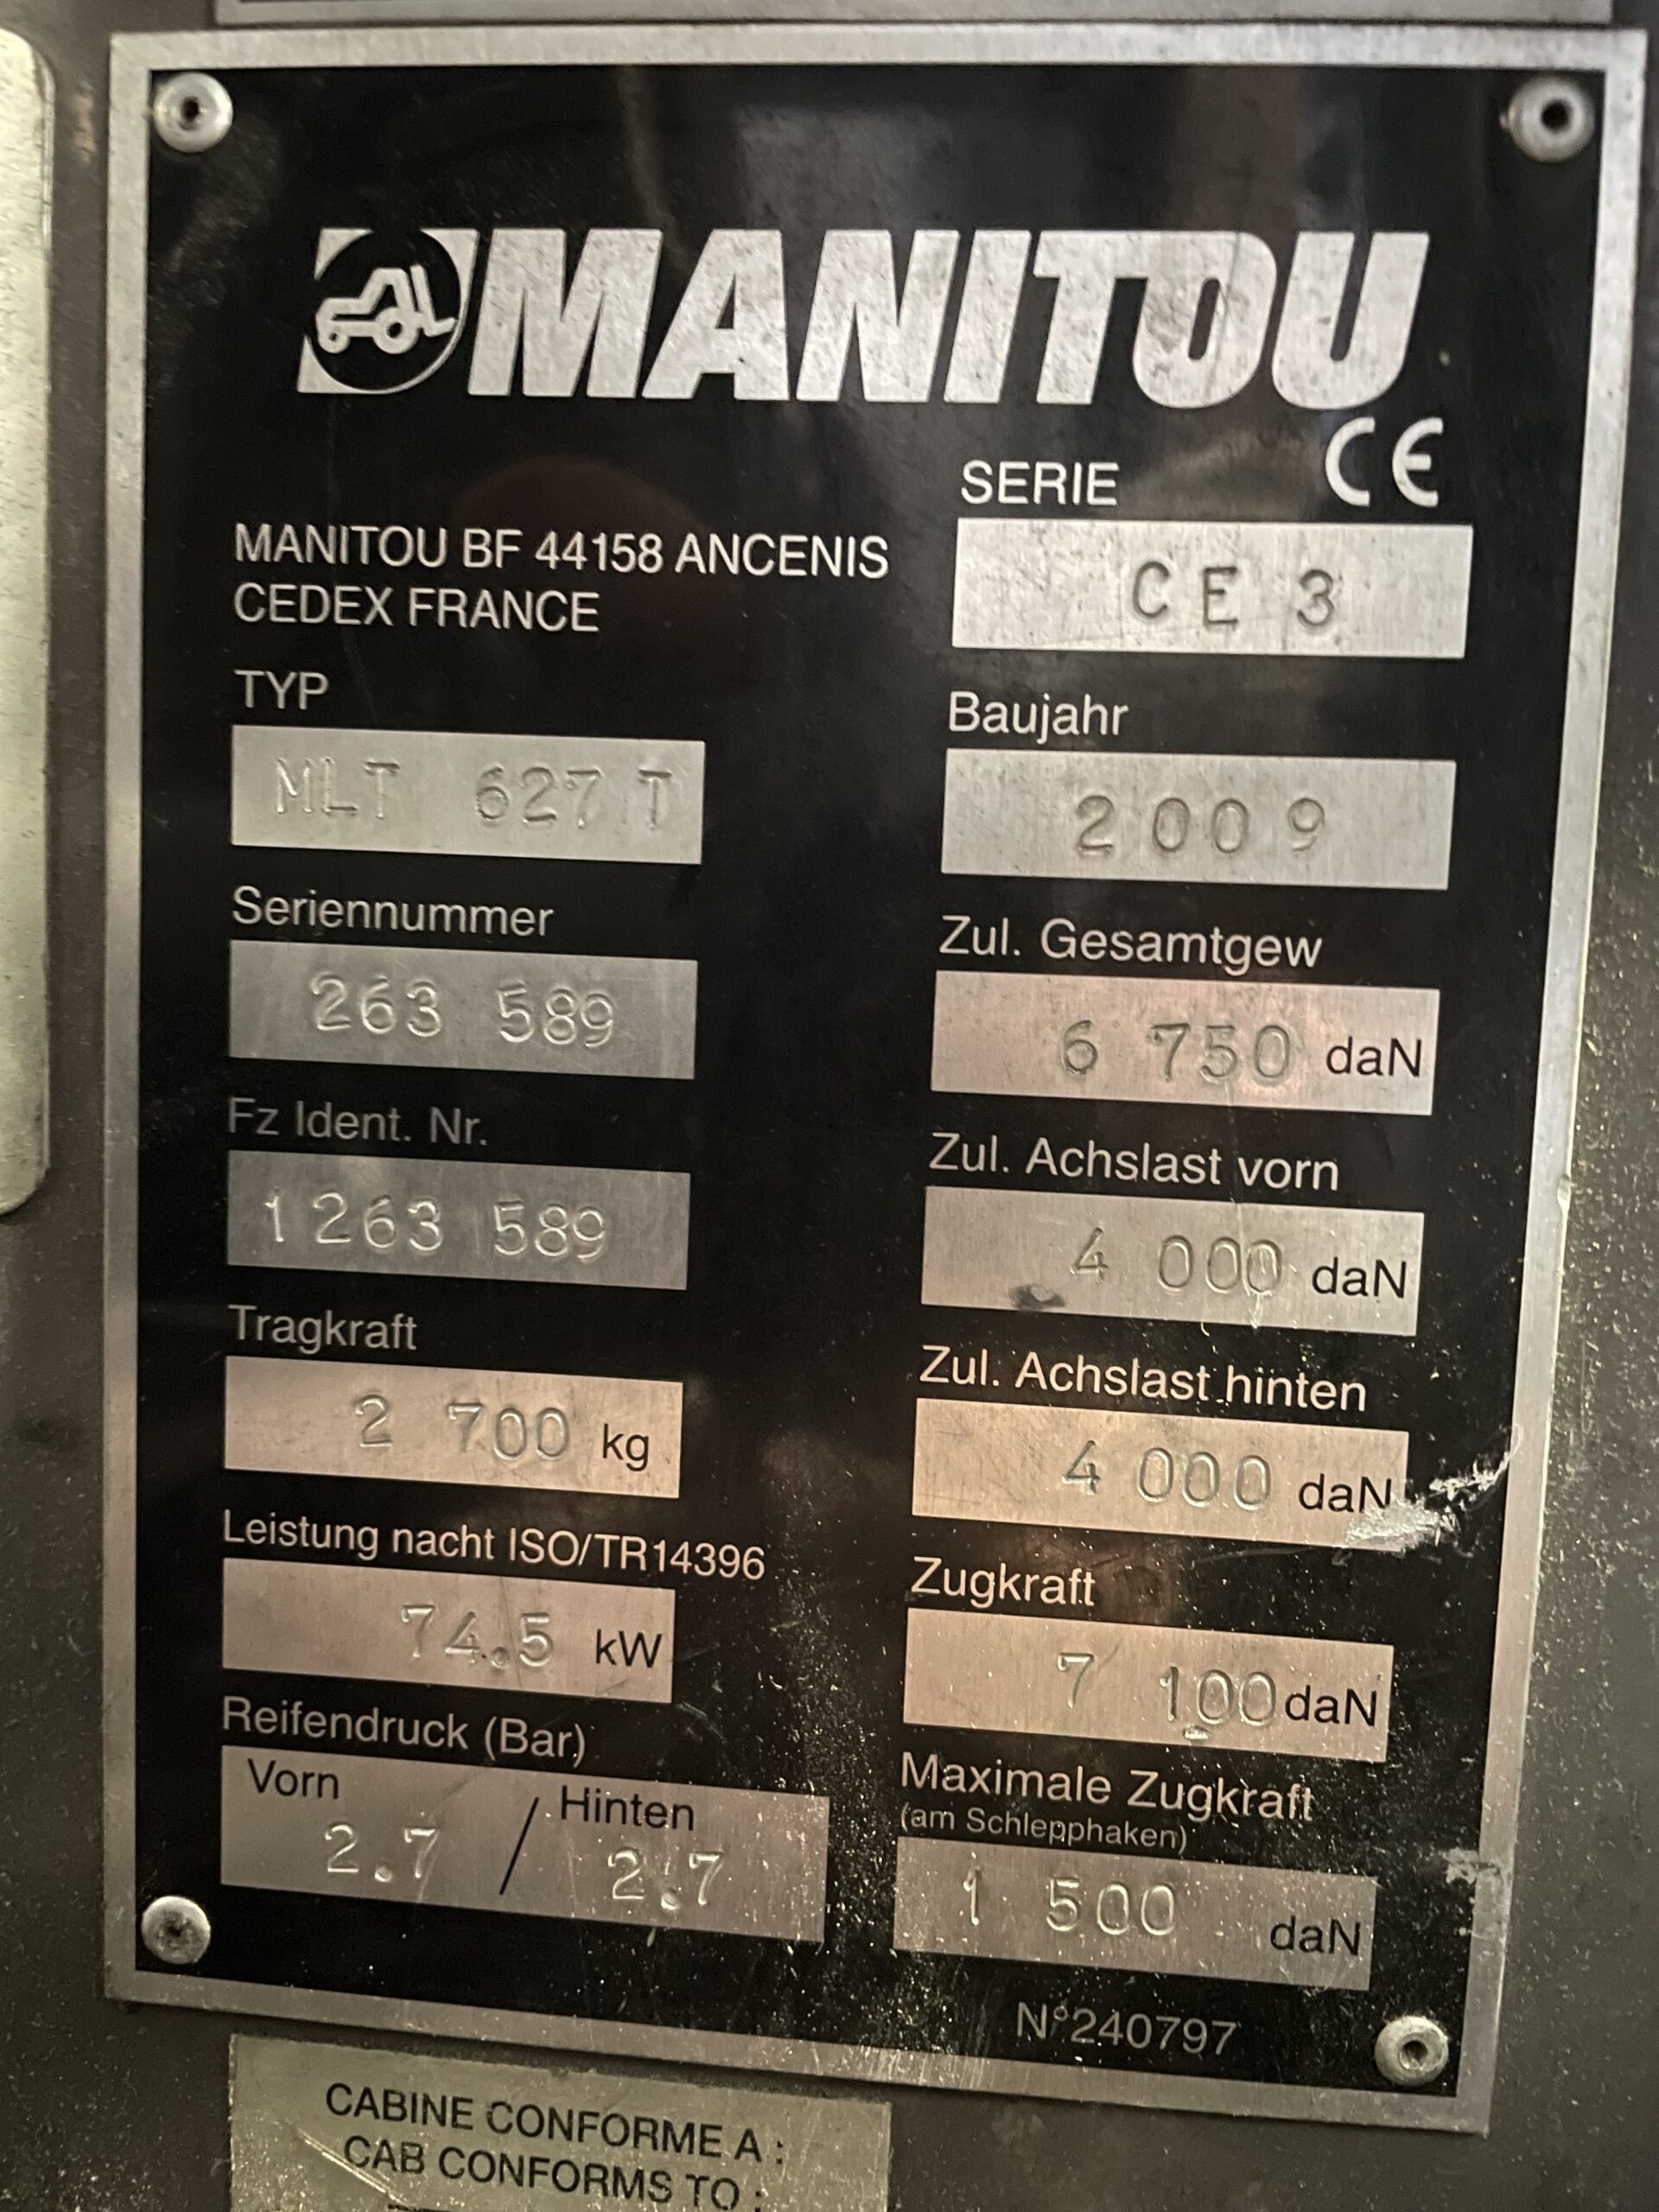 MANITOU
CE
SERIE
CE 3
MANITOU BF 44158 ANCENIS
CEDEX FRANCE
TYP
MLT 627 T
Baujahr
2009
Seriennummer
263 589
Zul. Gesamtgew
6 750 daN
Fz Ident. Nr.
1263 589
Zul. Achslast vorn
4 000 daN
Tragkraft
2 700 kg
Zul. Achslast hinten
4 000 daN
Leistung nacht ISO/TR14396
74.5 kW
Zugkraft
7 100 daN
Reifendruck (Bar)
Vorn / Hinten
2.7 2.7
Maximale Zugkraft
(am Schlepphaken)
1 500 daN
N°240797
CABINE CONFORME A :
CAB CONFORMS TO :